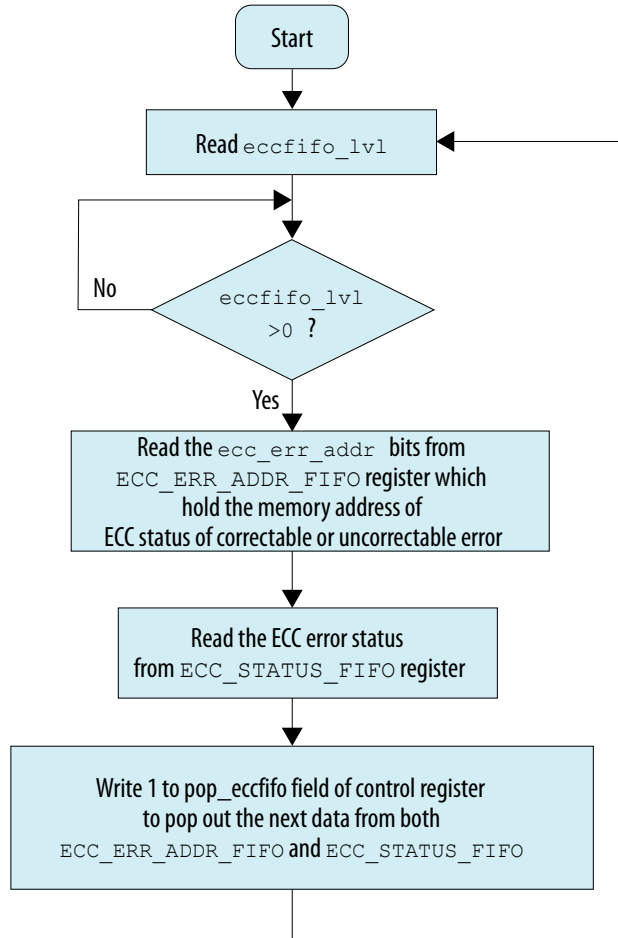 Start
Read eccfifo_lvl
No
eccfifo_lvl
>0 ?
Yes
Read the ecc_err_addr bits from
ECC_ERR_ADDR_FIFO register which
hold the memory address of
ECC status of correctable or uncorrectable error
Read the ECC error status
from ECC_STATUS_FIFO register
Write 1 to pop_eccfifo field of control register
to pop out the next data from both
ECC_ERR_ADDR_FIFO and ECC_STATUS_FIFO